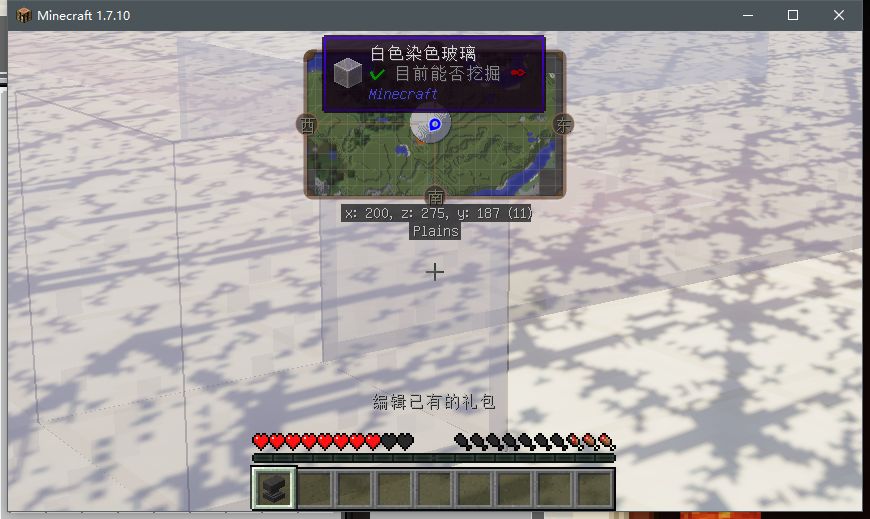 Minecraft 1.7.10
白色染色玻璃
目前能否挖掘
Minecraft
西
东
南
x: 200, z: 275, y: 187 (11)
Plains
编辑已有的礼包